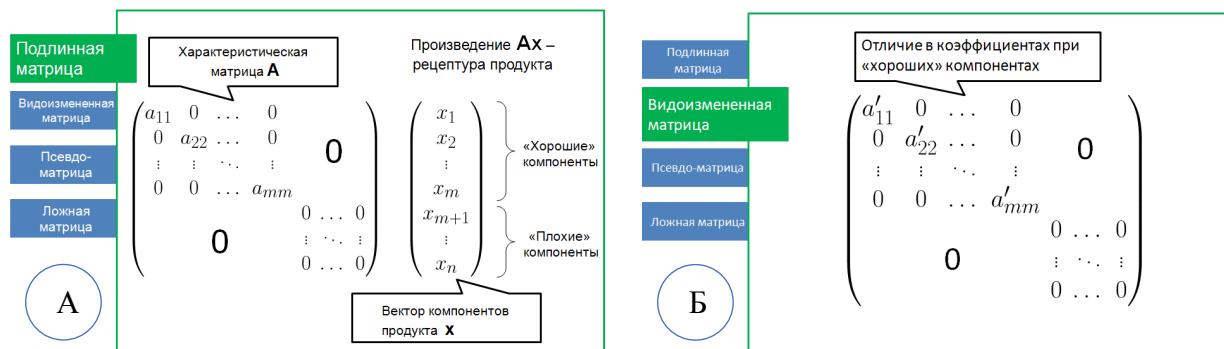 Подлинная
матрица
Видоизмененная
матрица
Псевдо-
матрица
Ложная
матрица
А
Характеристическая
матрица А
Произведение Ax –
рецептура продукта
a₁₁ 0 … 0
0 a₂₂ … 0
⋮ ⋮ ⋱ ⋮
0 0 … aₘₘ
0
0
0 … 0
⋮ ⋱ ⋮
0 … 0
x₁
x₂
⋮
xₘ
xₘ₊₁
⋮
xₙ
«Хорошие»
компоненты
«Плохие»
компоненты
Вектор компонентов
продукта x
Подлинная
матрица
Видоизмененная
матрица
Псевдо-матрица
Ложная матрица
Б
Отличие в коэффициентах при
«хороших» компонентах
a′₁₁ 0 … 0
0 a′₂₂ … 0
⋮ ⋮ ⋱ ⋮
0 0 … a′ₘₘ
0
0
0 … 0
⋮ ⋱ ⋮
0 … 0